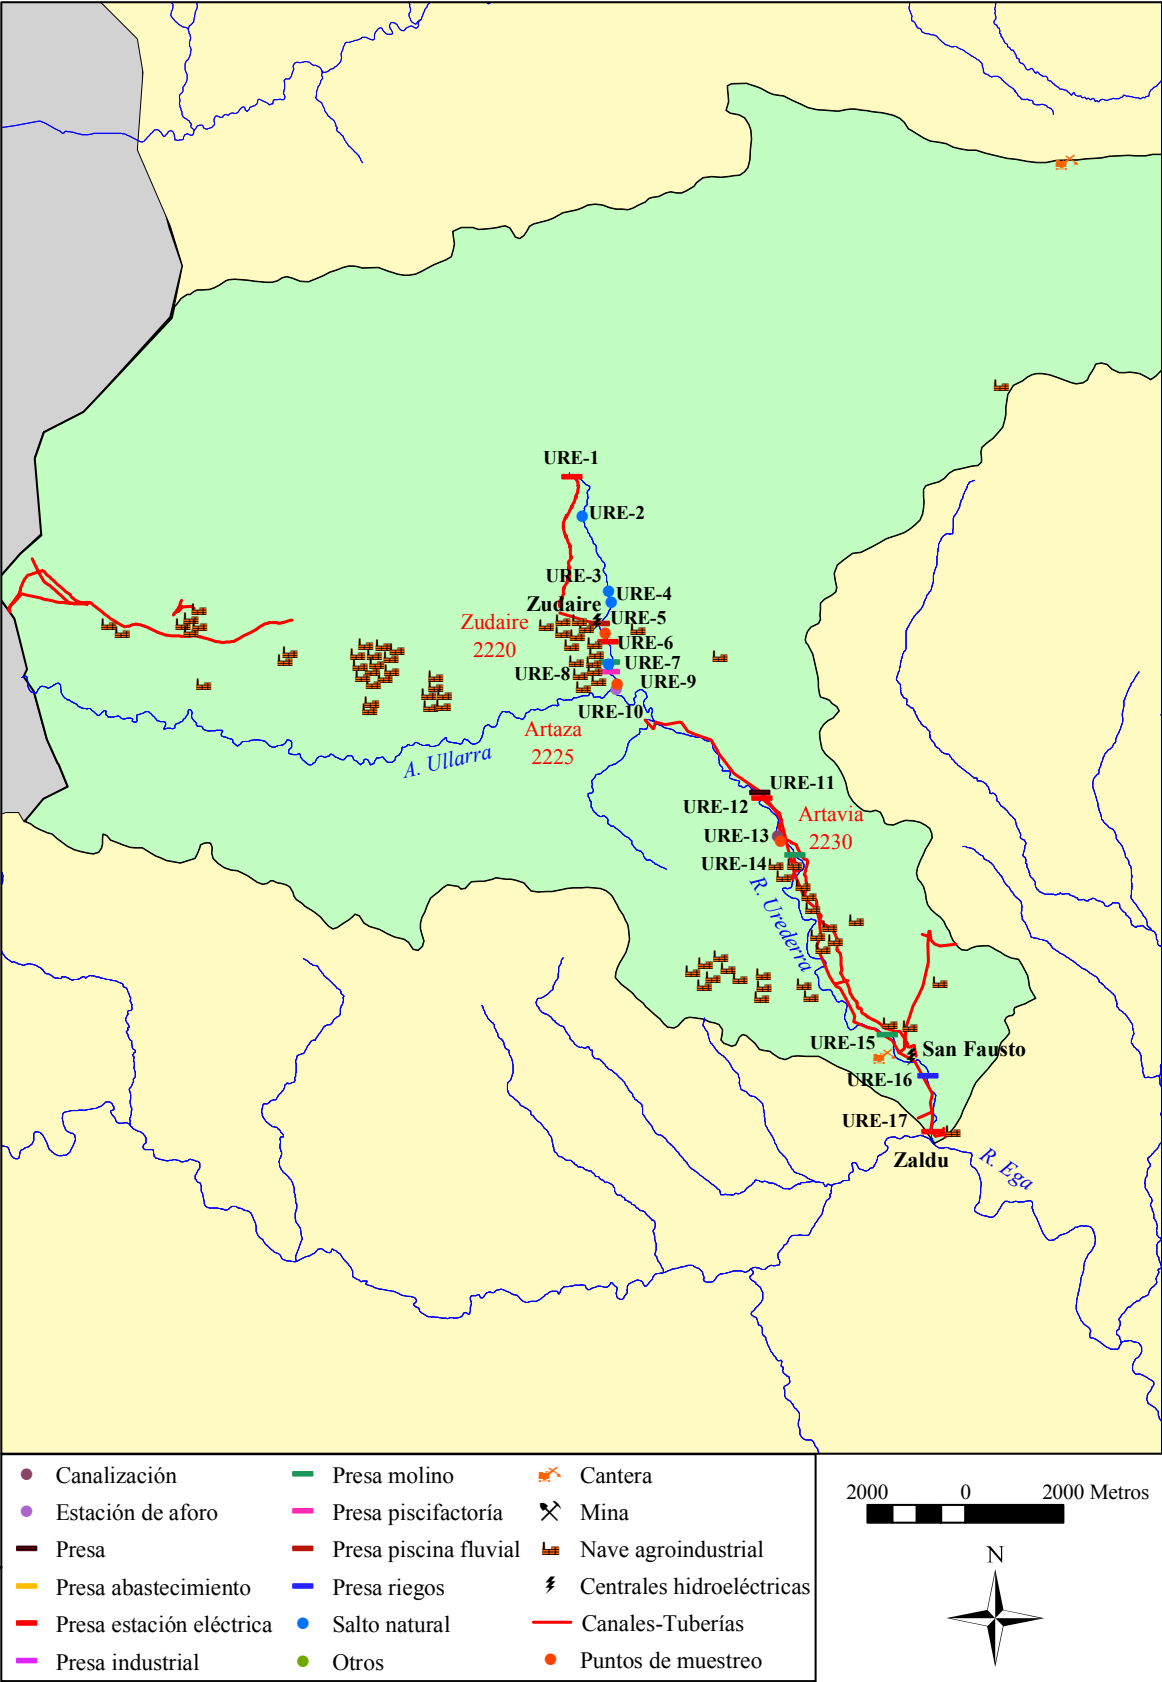 URE-1
URE-2
URE-3
URE-4
Zudaire
URE-5
Zudaire
2220
URE-6
URE-7
URE-8
URE-9
URE-10
Artaza
2225
A. Ullarra
URE-11
URE-12
Artavia
2230
URE-13
URE-14
R. Urederra
URE-15
San Fausto
URE-16
URE-17
Zaldu
R. Ega
Canalización
Estación de aforo
Presa
Presa abastecimiento
Presa estación eléctrica
Presa industrial
Presa molino
Presa piscifactoría
Presa piscina fluvial
Presa riegos
Salto natural
Otros
Cantera
Mina
Nave agroindustrial
Centrales hidroeléctricas
Canales-Tuberías
Puntos de muestreo
2000 0 2000 Metros
N